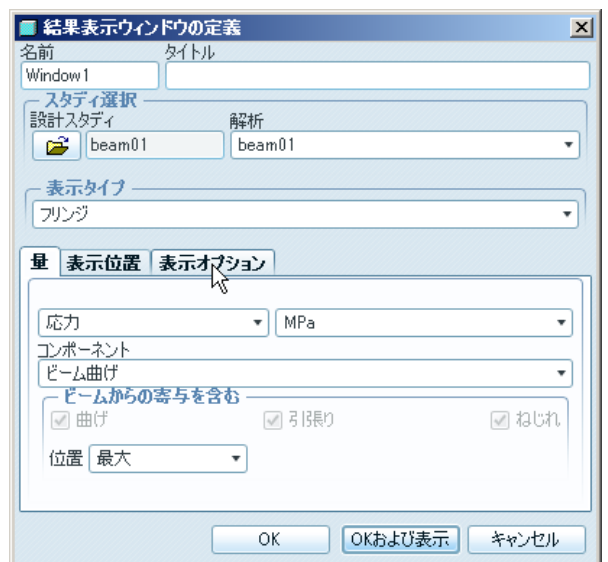 結果表示ウィンドウの定義
名前 タイトル
Window1
スタディ選択
設計スタディ 解析
beam01 beam01
表示タイプ
フリンジ
量 表示位置 表示オプション
応力 MPa
コンポーネント
ビーム曲げ
ビームからの寄与を含む
曲げ 引張り ねじれ
位置 最大
OK OKおよび表示 キャンセル